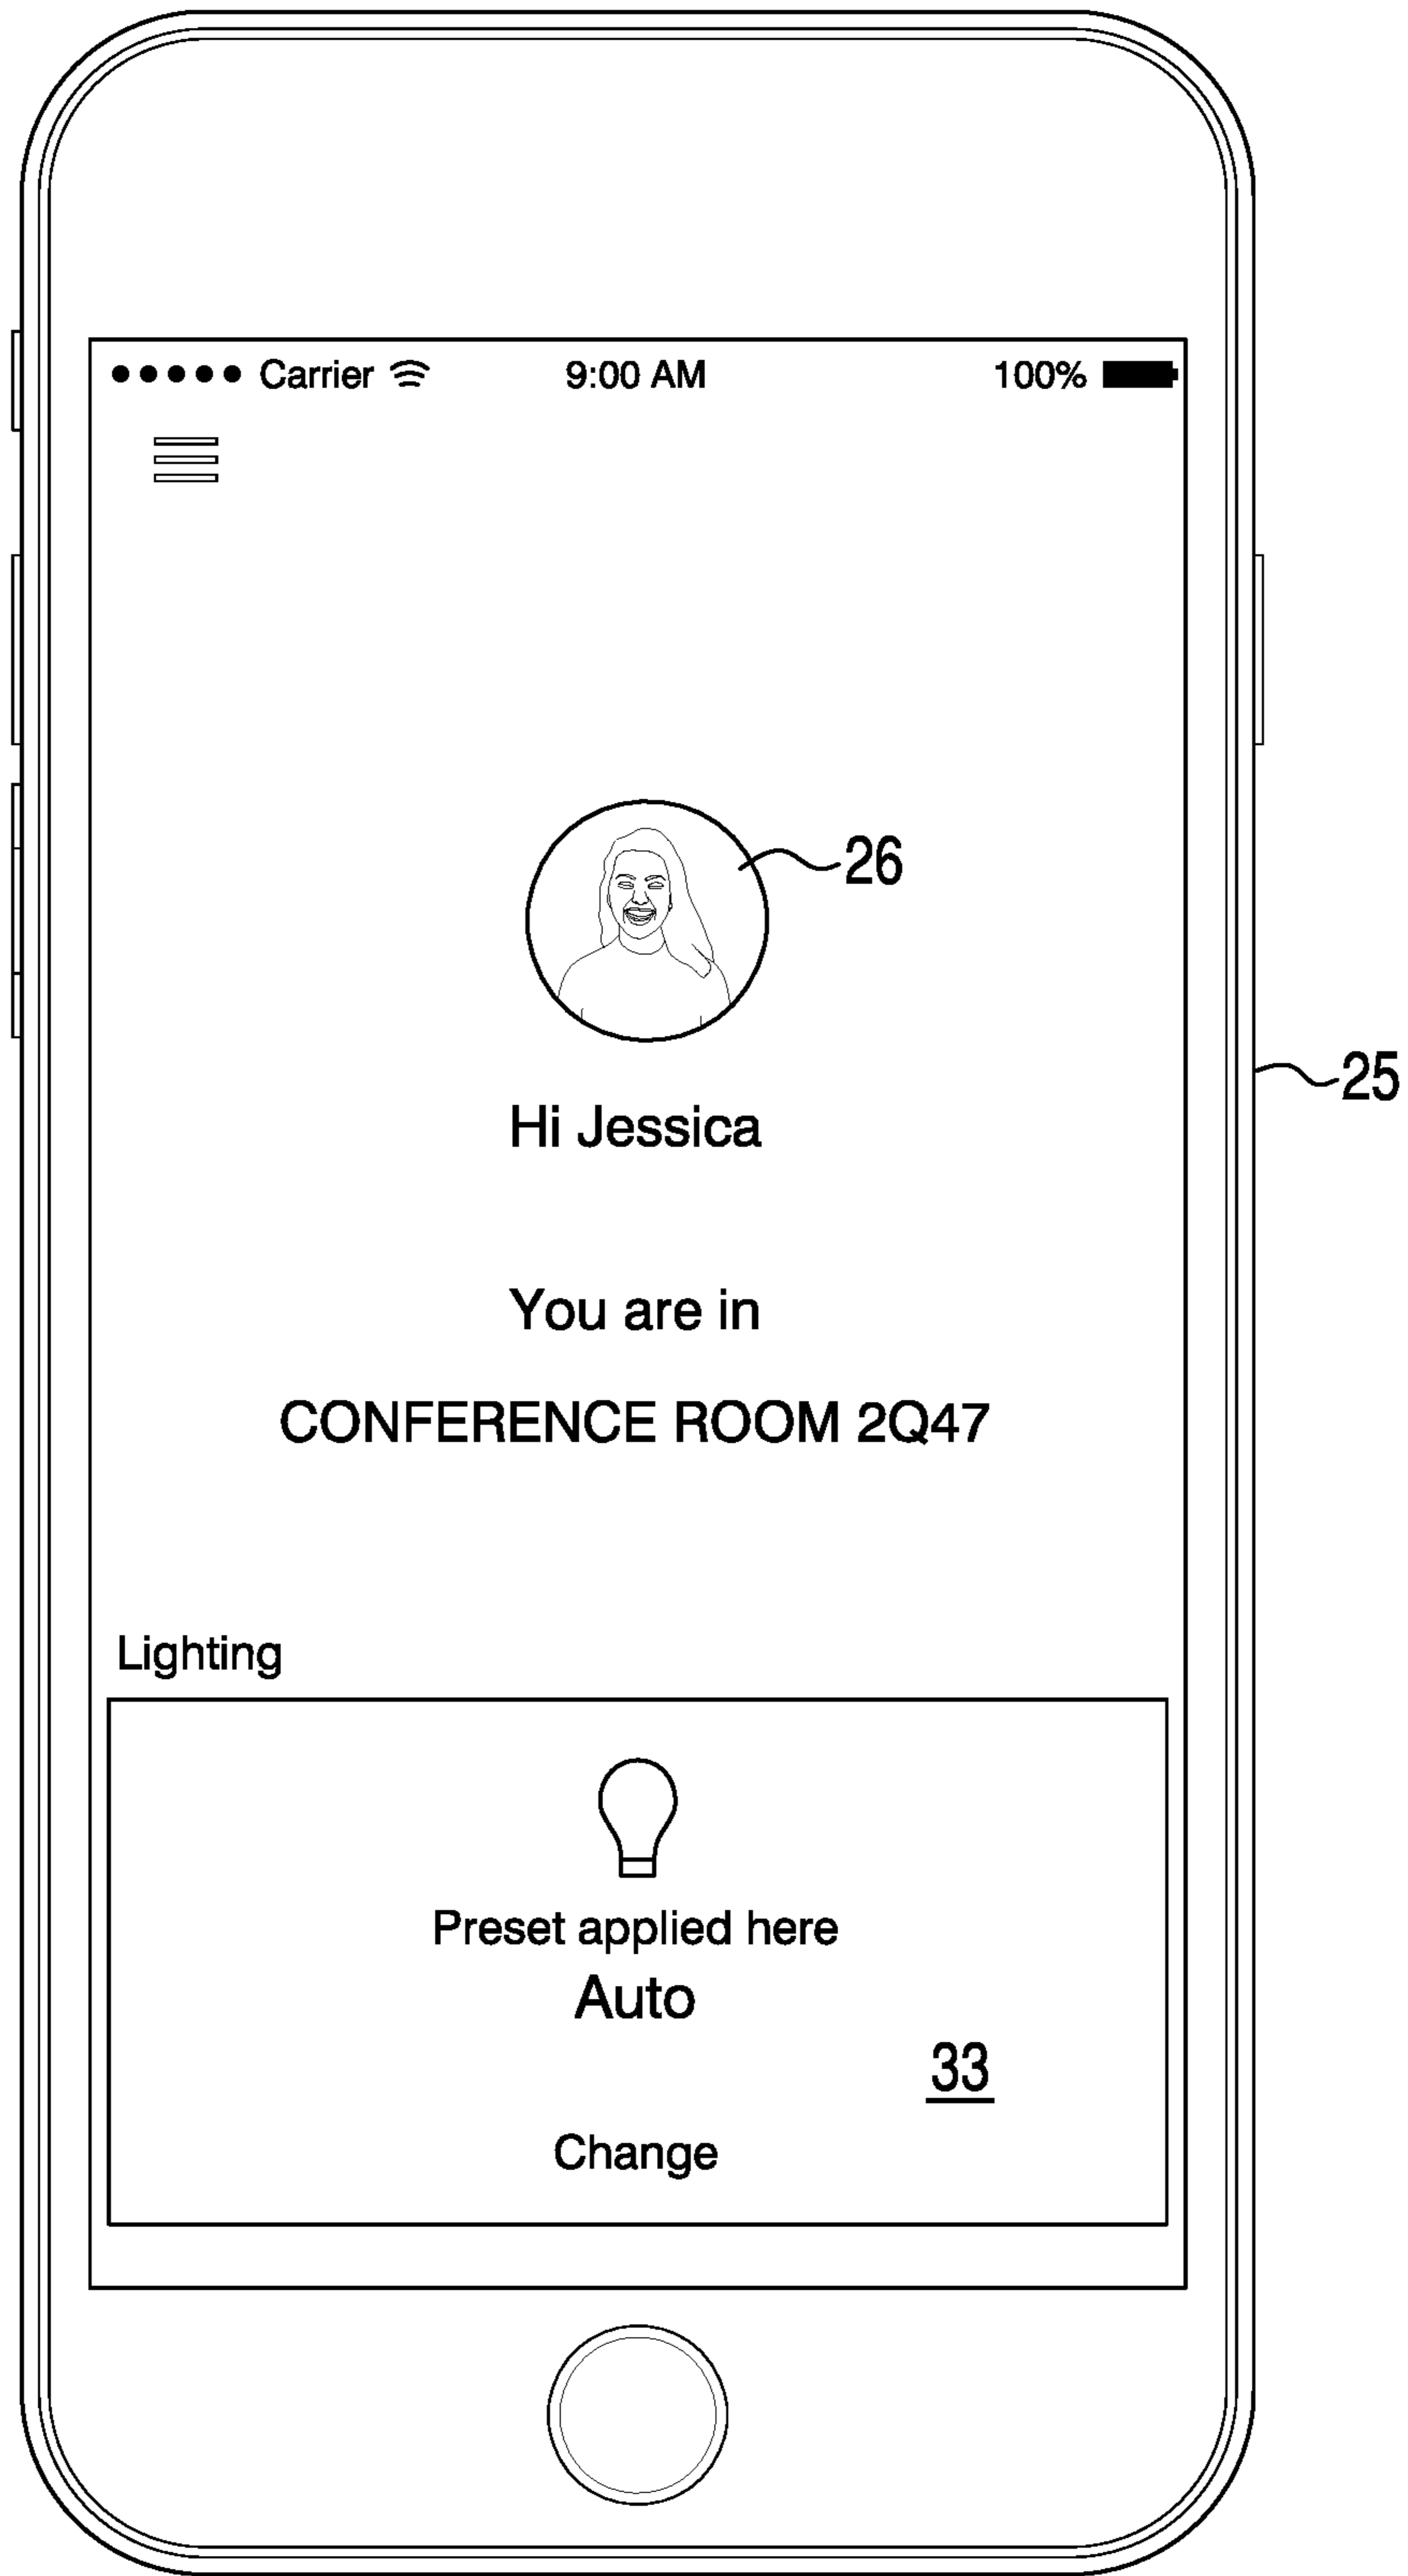 Carrier 9:00 AM 100%
26
25
Hi Jessica
You are in
CONFERENCE ROOM 2Q47
Lighting
Preset applied here
Auto
33
Change